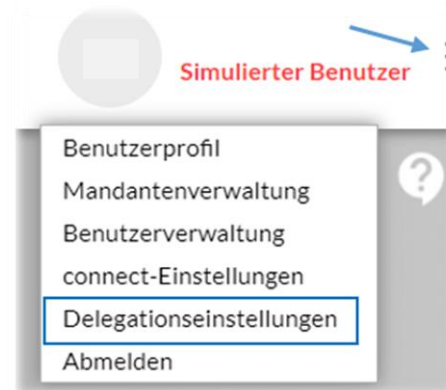 Simulierter Benutzer
Benutzerprofil
Mandantenverwaltung
Benutzerverwaltung
connect-Einstellungen
Delegationseinstellungen
Abmelden